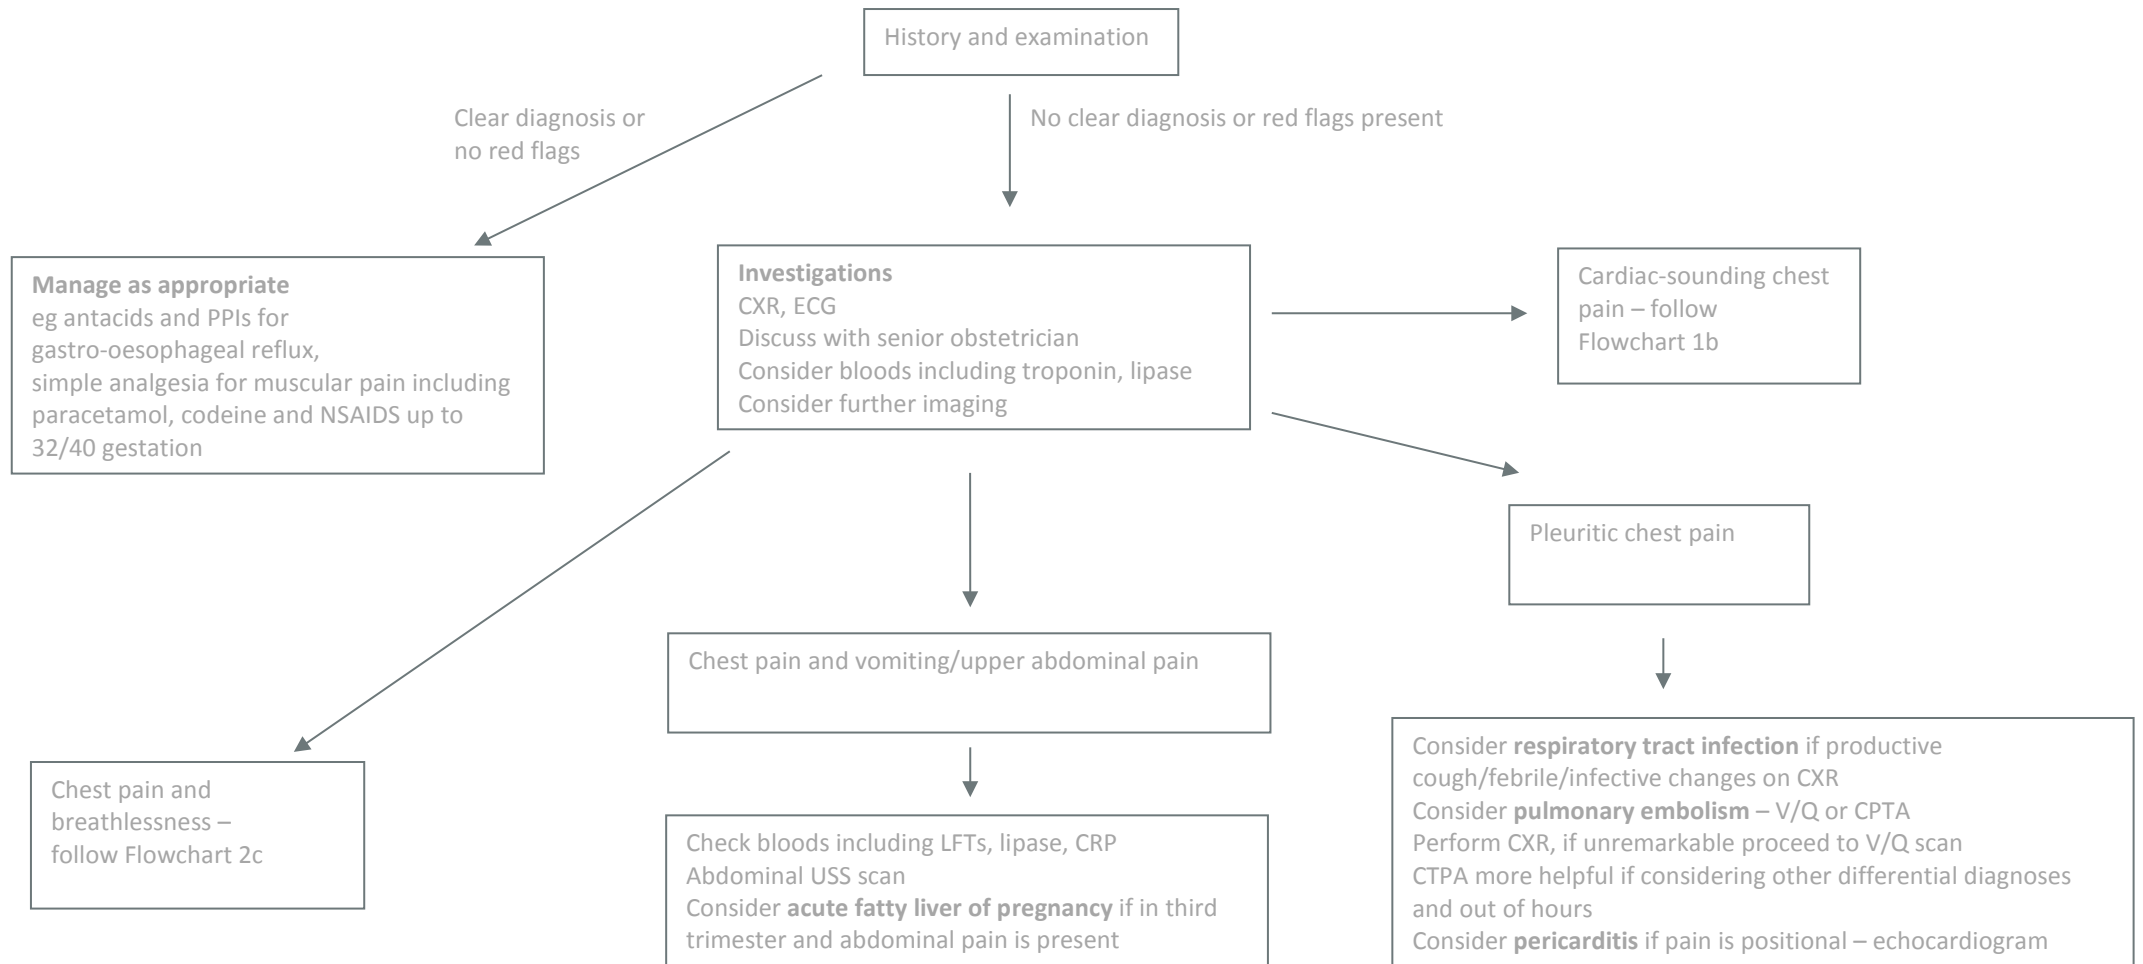 History and examination
Clear diagnosis or
no red flags
No clear diagnosis or red flags present
Manage as appropriate
eg antacids and PPIs for
gastro-oesophageal reflux,
simple analgesia for muscular pain including
paracetamol, codeine and NSAIDS up to
32/40 gestation
Investigations
CXR, ECG
Discuss with senior obstetrician
Consider bloods including troponin, lipase
Consider further imaging
Cardiac-sounding chest
pain – follow
Flowchart 1b
Pleuritic chest pain
Chest pain and vomiting/upper abdominal pain
Chest pain and
breathlessness –
follow Flowchart 2c
Check bloods including LFTs, lipase, CRP
Abdominal USS scan
Consider acute fatty liver of pregnancy if in third
trimester and abdominal pain is present
Consider respiratory tract infection if productive
cough/febrile/infective changes on CXR
Consider pulmonary embolism – V/Q or CPTA
Perform CXR, if unremarkable proceed to V/Q scan
CTPA more helpful if considering other differential diagnoses
and out of hours
Consider pericarditis if pain is positional – echocardiogram